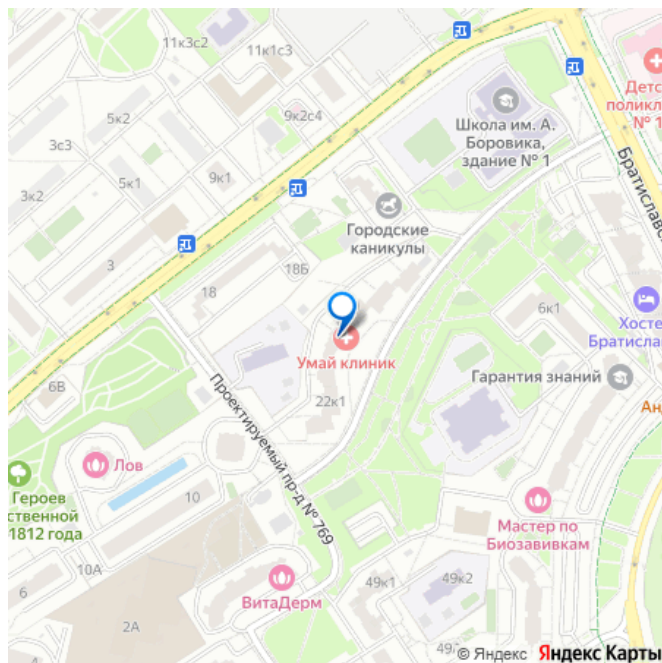 11к3с2
11к1с3
Детс
поликл
№ 1
9к2с4
Школа им. А.
Боровика,
здание № 1
5к2
3с3
9к1
5к1
3к2
Братиславс
Городские
каникулы
3
18Б
18
6к1
Хосте
Братисла
Умай клиник
Гарантия знаний
6В
22к1
Анд
Проектируемый пр-д № 769
Лов
Героев
ственной
1812 года
10
Мастер по
Биозавивкам
10А
6
49к1
49к2
ВитаДерм
2А
© Яндекс Яндекс Карты